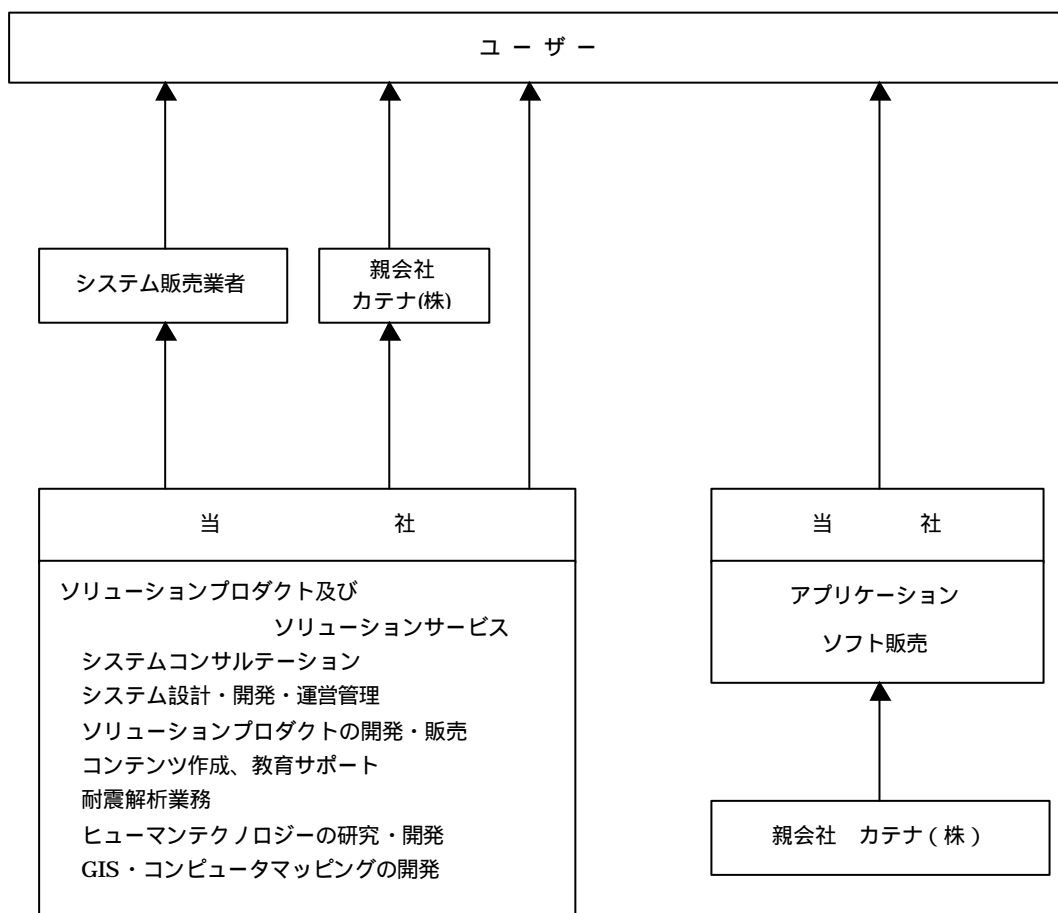 ユ ー ザ ー
システム販売業者
親会社
カテナ(株)
当 社
ソリューションプロダクト及び
ソリューションサービス
システムコンサルテーション
システム設計・開発・運営管理
ソリューションプロダクトの開発・販売
コンテンツ作成、教育サポート
耐震解析業務
ヒューマンテクノロジーの研究・開発
GIS・コンピュータマッピングの開発
当 社
アプリケーション
ソフト販売
親会社 カテナ(株)